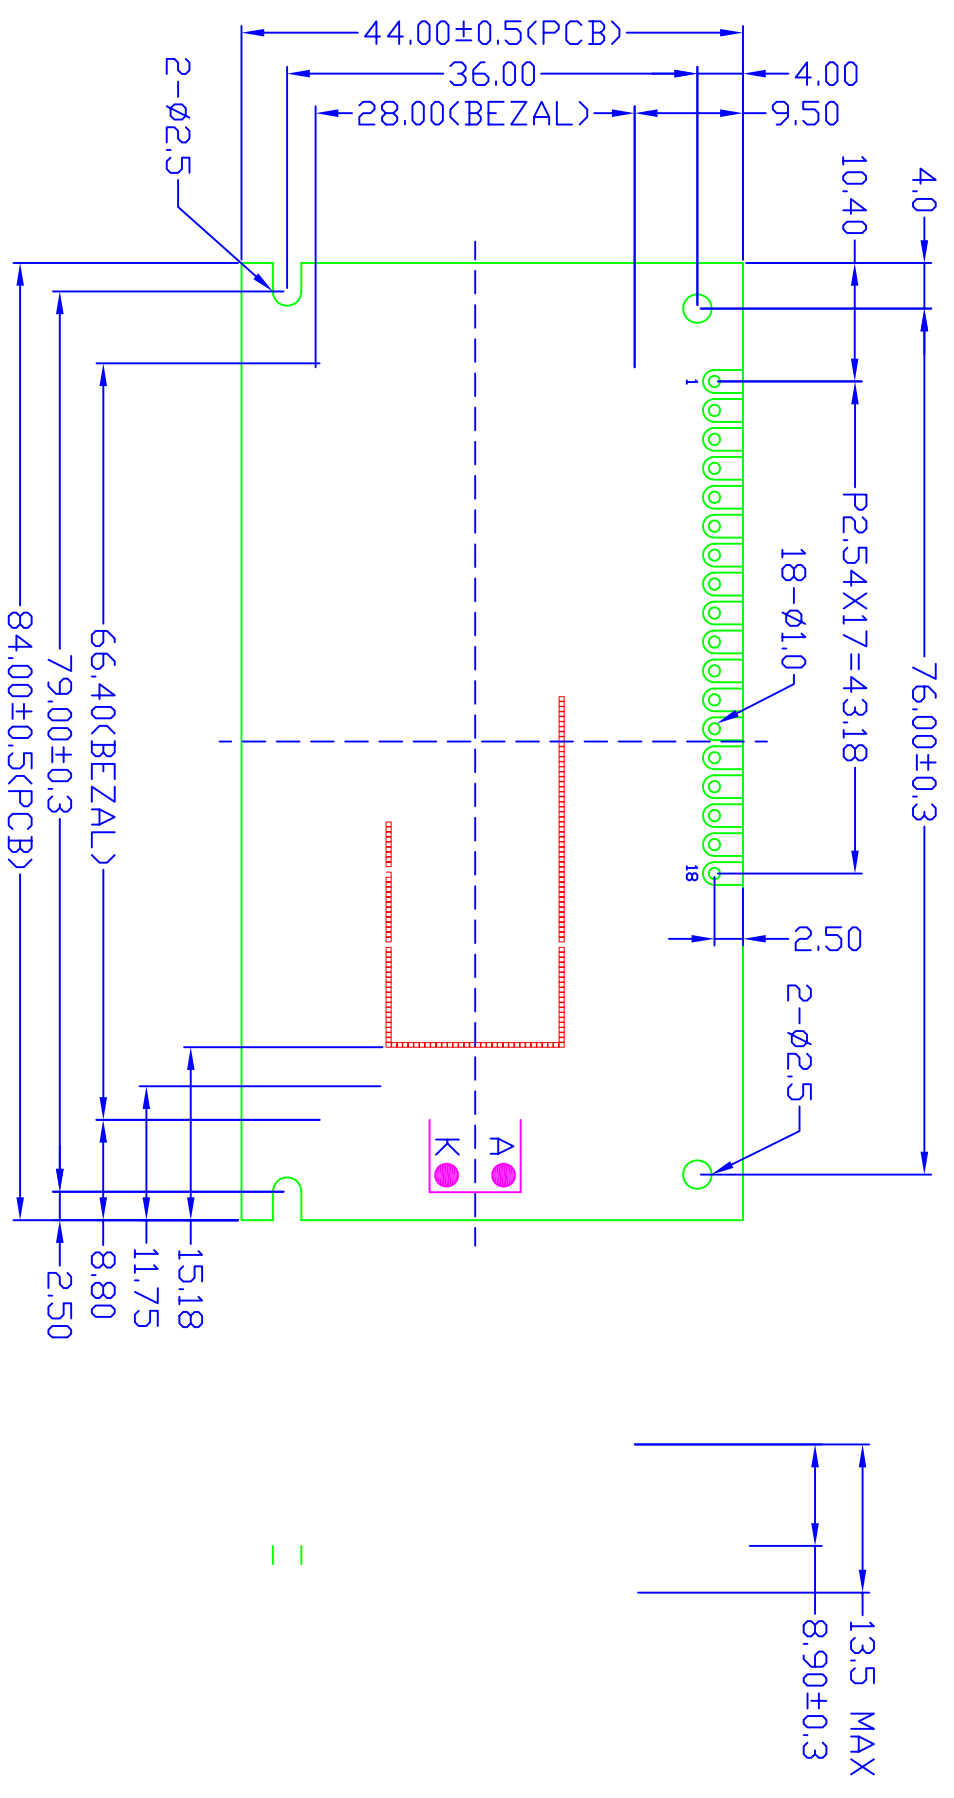 44.00±0.5(PCB)
36.00
4.00
28.00(BEZAL)
9.50
2-ø2.5
10.40
4.0
1
P2.54X17=43.18
76.00±0.3
18-ø1.0
18
2.50
2-ø2.5
66.40(BEZAL)
79.00±0.3
84.00±0.5(PCB)
K
A
15.18
11.75
8.80
2.50
13.5 MAX
8.90±0.3